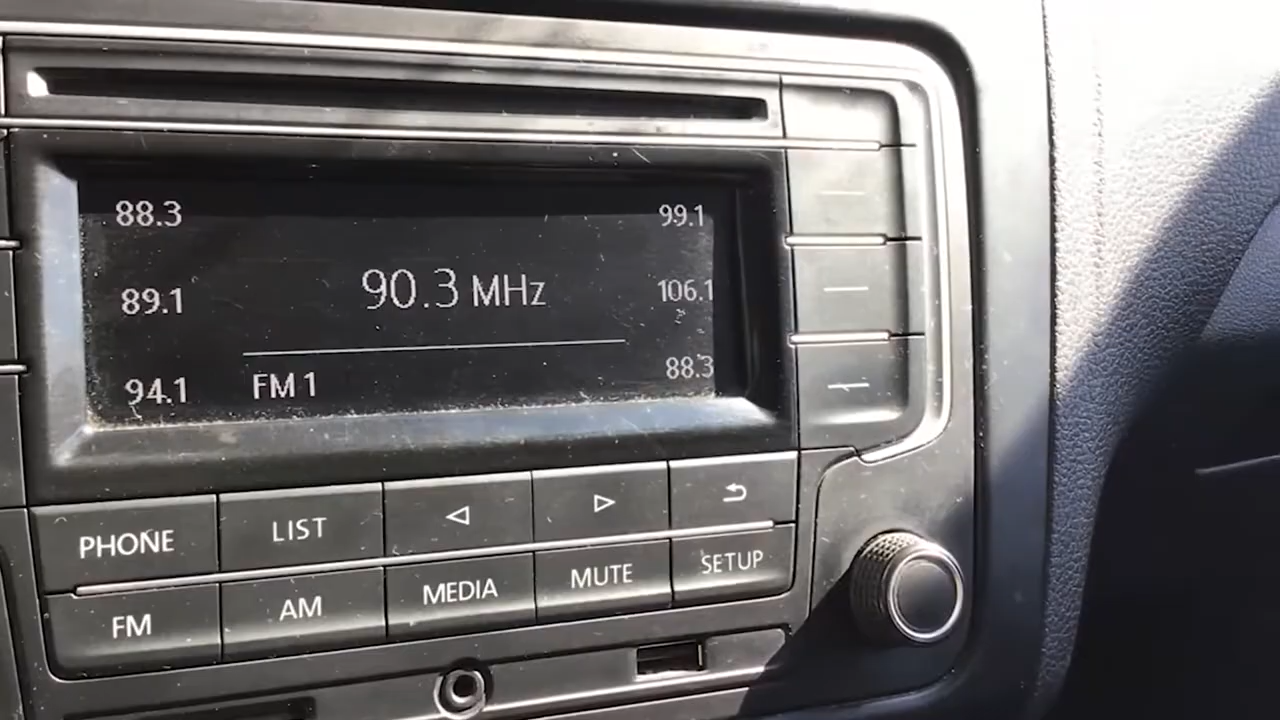 88.3
99.1
90.3 MHz
89.1
106.1
94.1
FM 1
88.3
PHONE
LIST
FM
AM
MEDIA
MUTE
SETUP